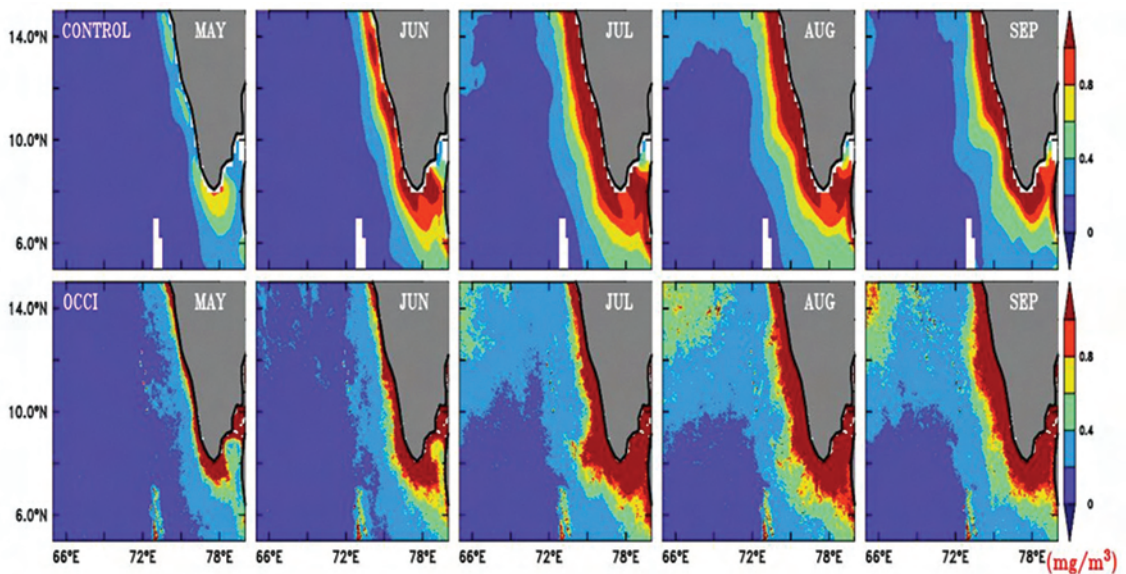 CONTROL MAY JUN JUL AUG SEP
14.0°N
10.0°N
6.0°N
0.8
0.4
0
OCCI MAY JUN JUL AUG SEP
14.0°N
10.0°N
6.0°N
0.8
0.4
0
66°E 72°E 78°E 66°E 72°E 78°E 66°E 72°E 78°E 66°E 72°E 78°E 66°E 72°E 78°E
(mg/m³)